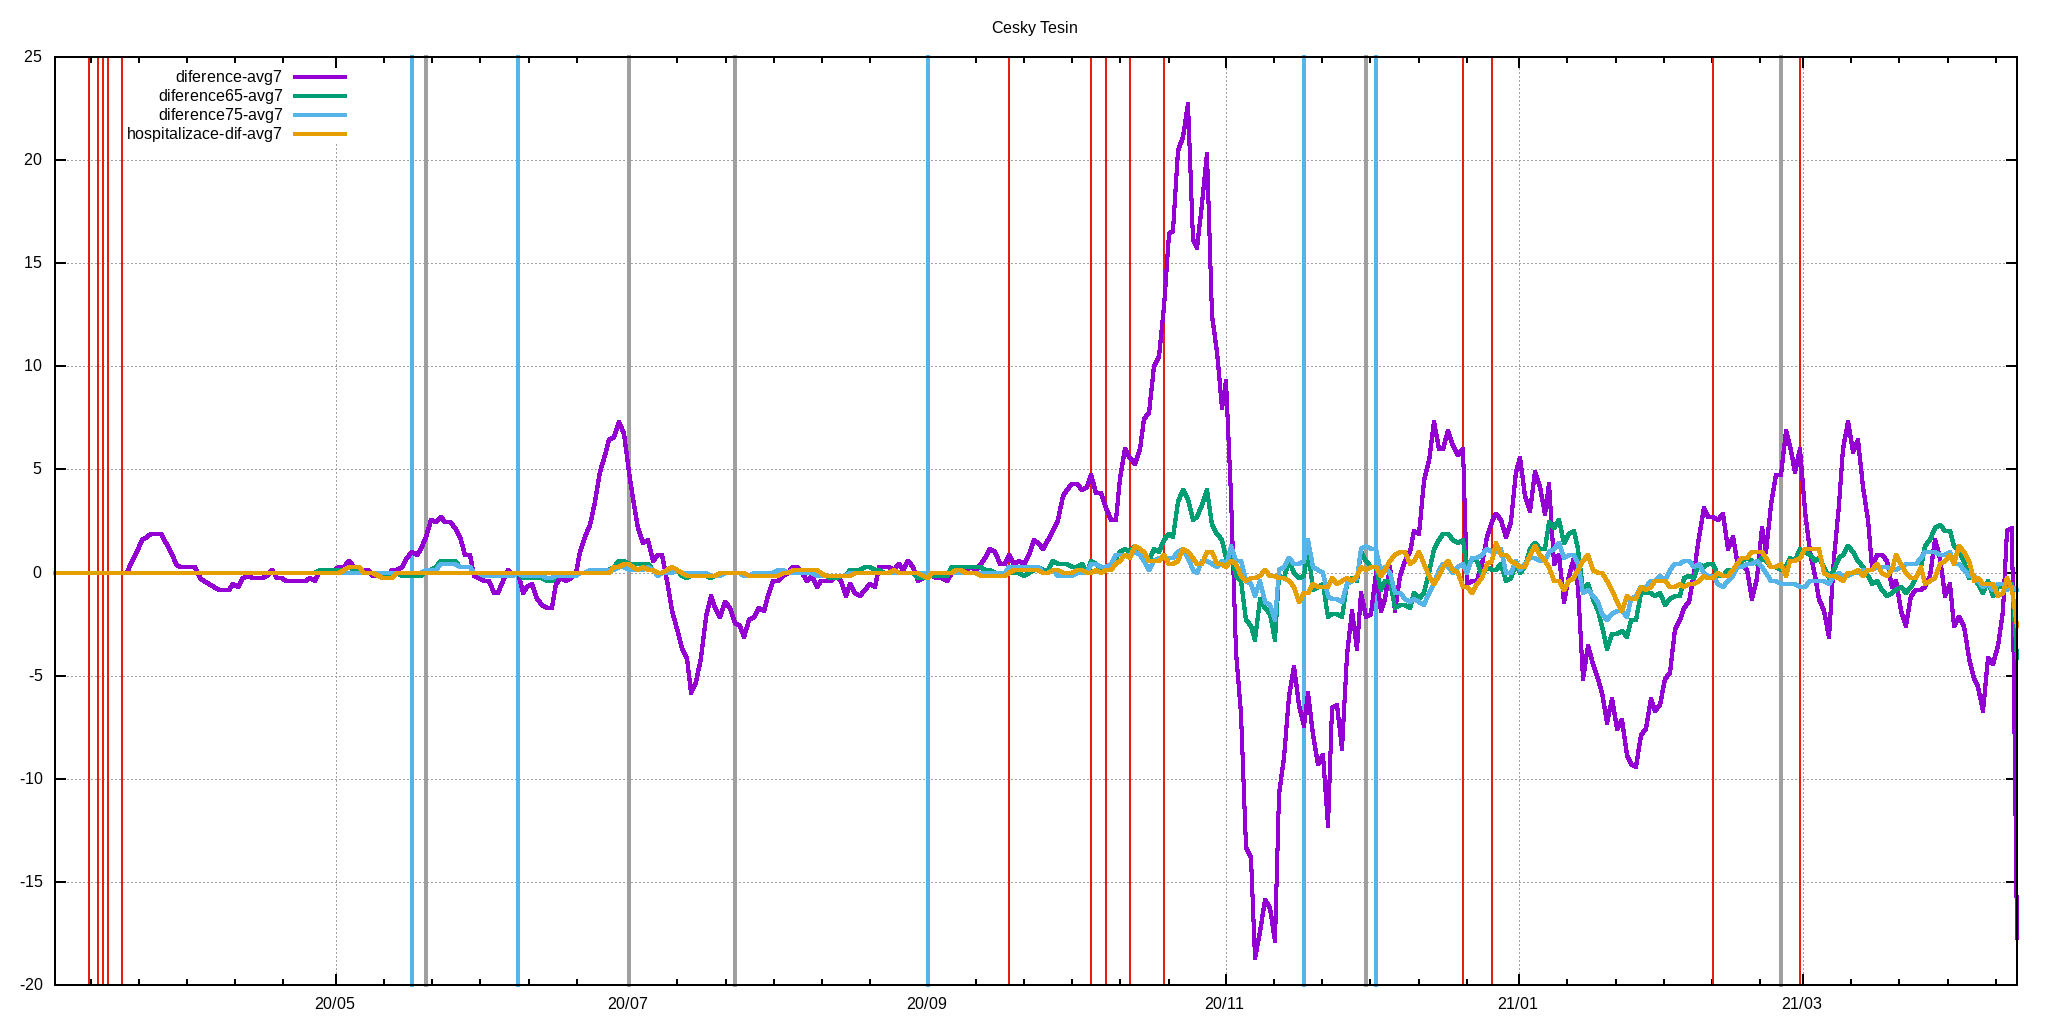 Cesky Tesin
diference-avg7
diference65-avg7
diference75-avg7
hospitalizace-dif-avg7
25
20
15
10
5
0
-5
-10
-15
-20
20/05 20/07 20/09 20/11 21/01 21/03